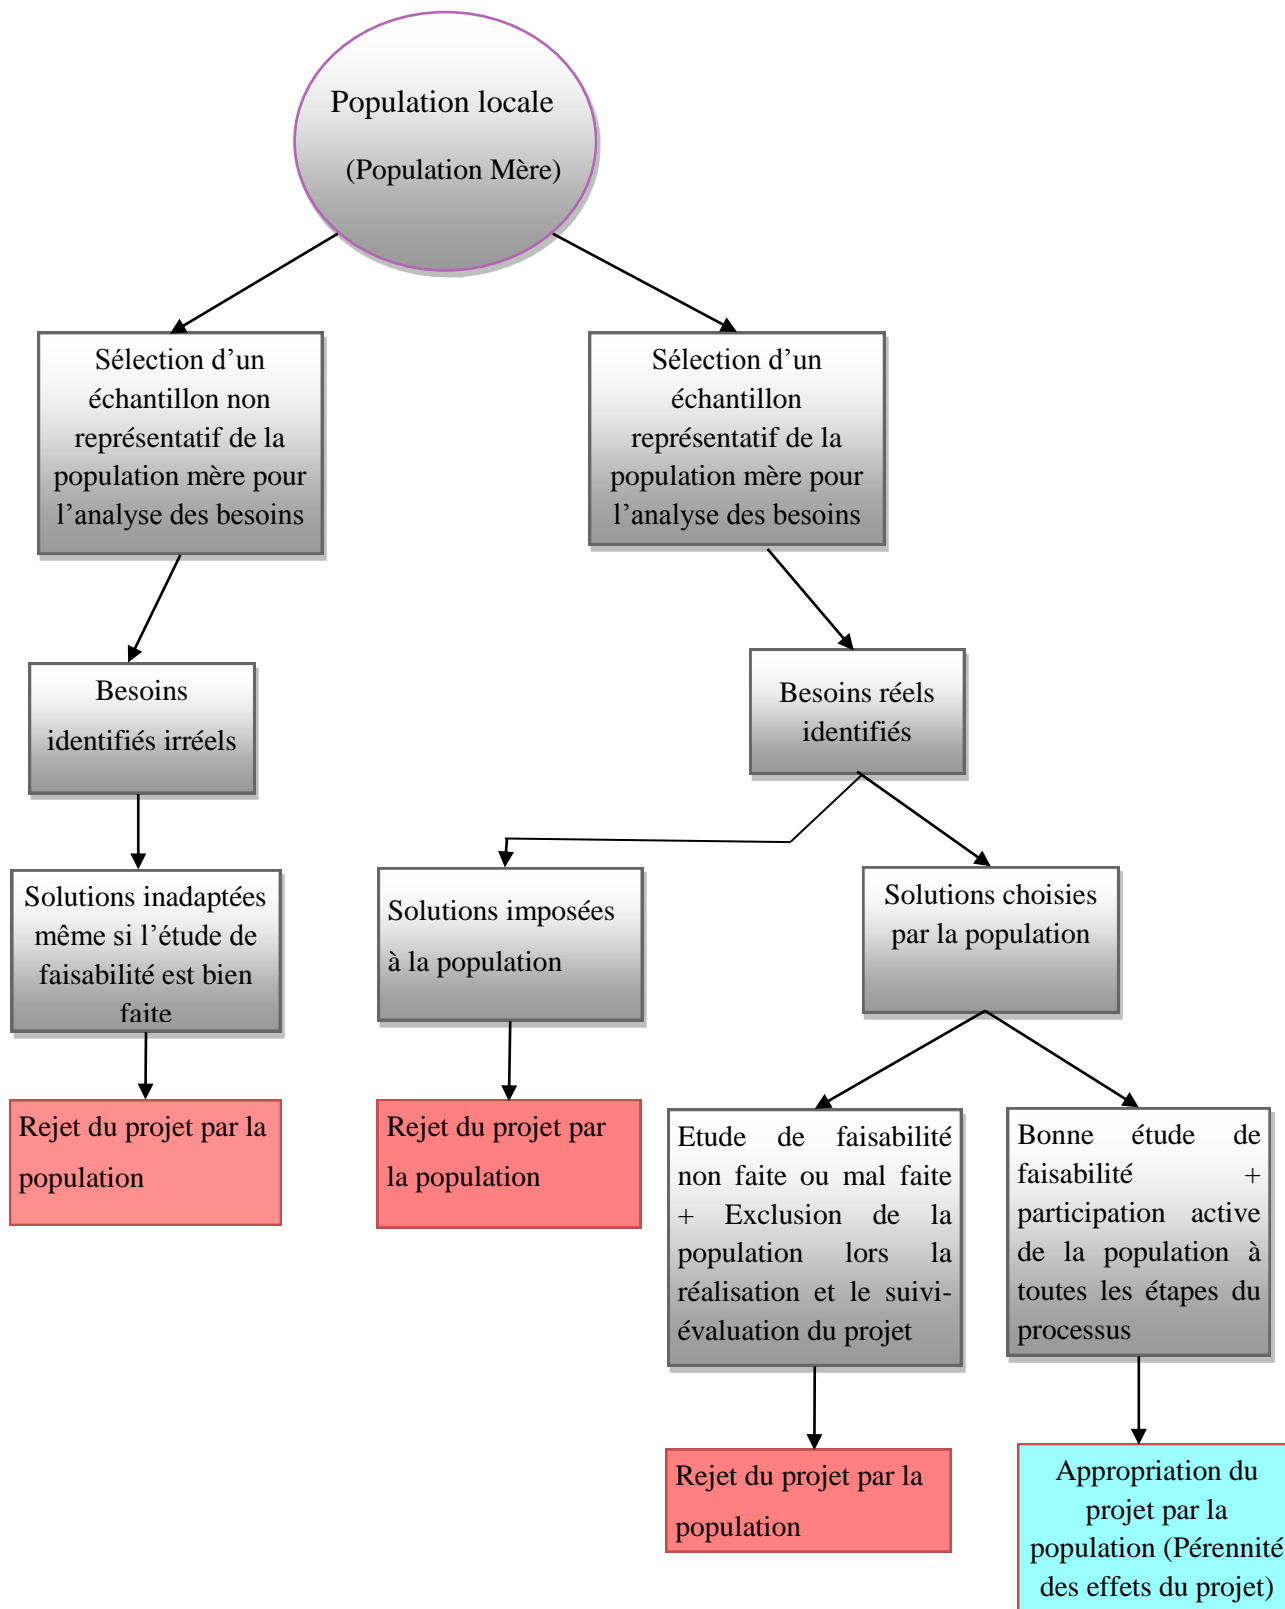 Population locale
(Population Mère)
Sélection d’un
échantillon non
représentatif de la
population mère pour
l’analyse des besoins
Sélection d’un
échantillon
représentatif de la
population mère pour
l’analyse des besoins
Besoins
identifiés irréels
Besoins réels
identifiés
Solutions inadaptées
même si l’étude de
faisabilité est bien
faite
Solutions imposées
à la population
Solutions choisies
par la population
Rejet du projet par la
population
Rejet du projet par
la population
Etude de faisabilité
non faite ou mal faite
+ Exclusion de la
population lors la
réalisation et le suivi-
évaluation du projet
Bonne étude de
faisabilité +
participation active
de la population à
toutes les étapes du
processus
Rejet du projet par la
population
Appropriation du
projet par la
population (Pérennité
des effets du projet)